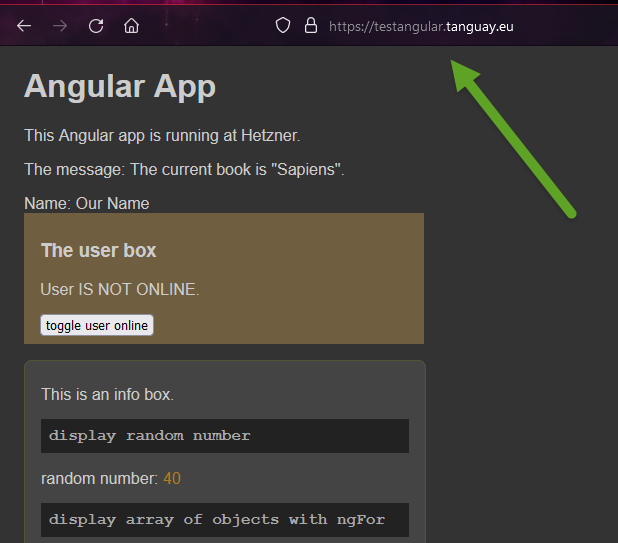 https://testangular.tanguay.eu
Angular App
This Angular app is running at Hetzner.
The message: The current book is "Sapiens".
Name: Our Name
The user box
User IS NOT ONLINE.
toggle user online
This is an info box.
display random number
random number: 40
display array of objects with ngFor